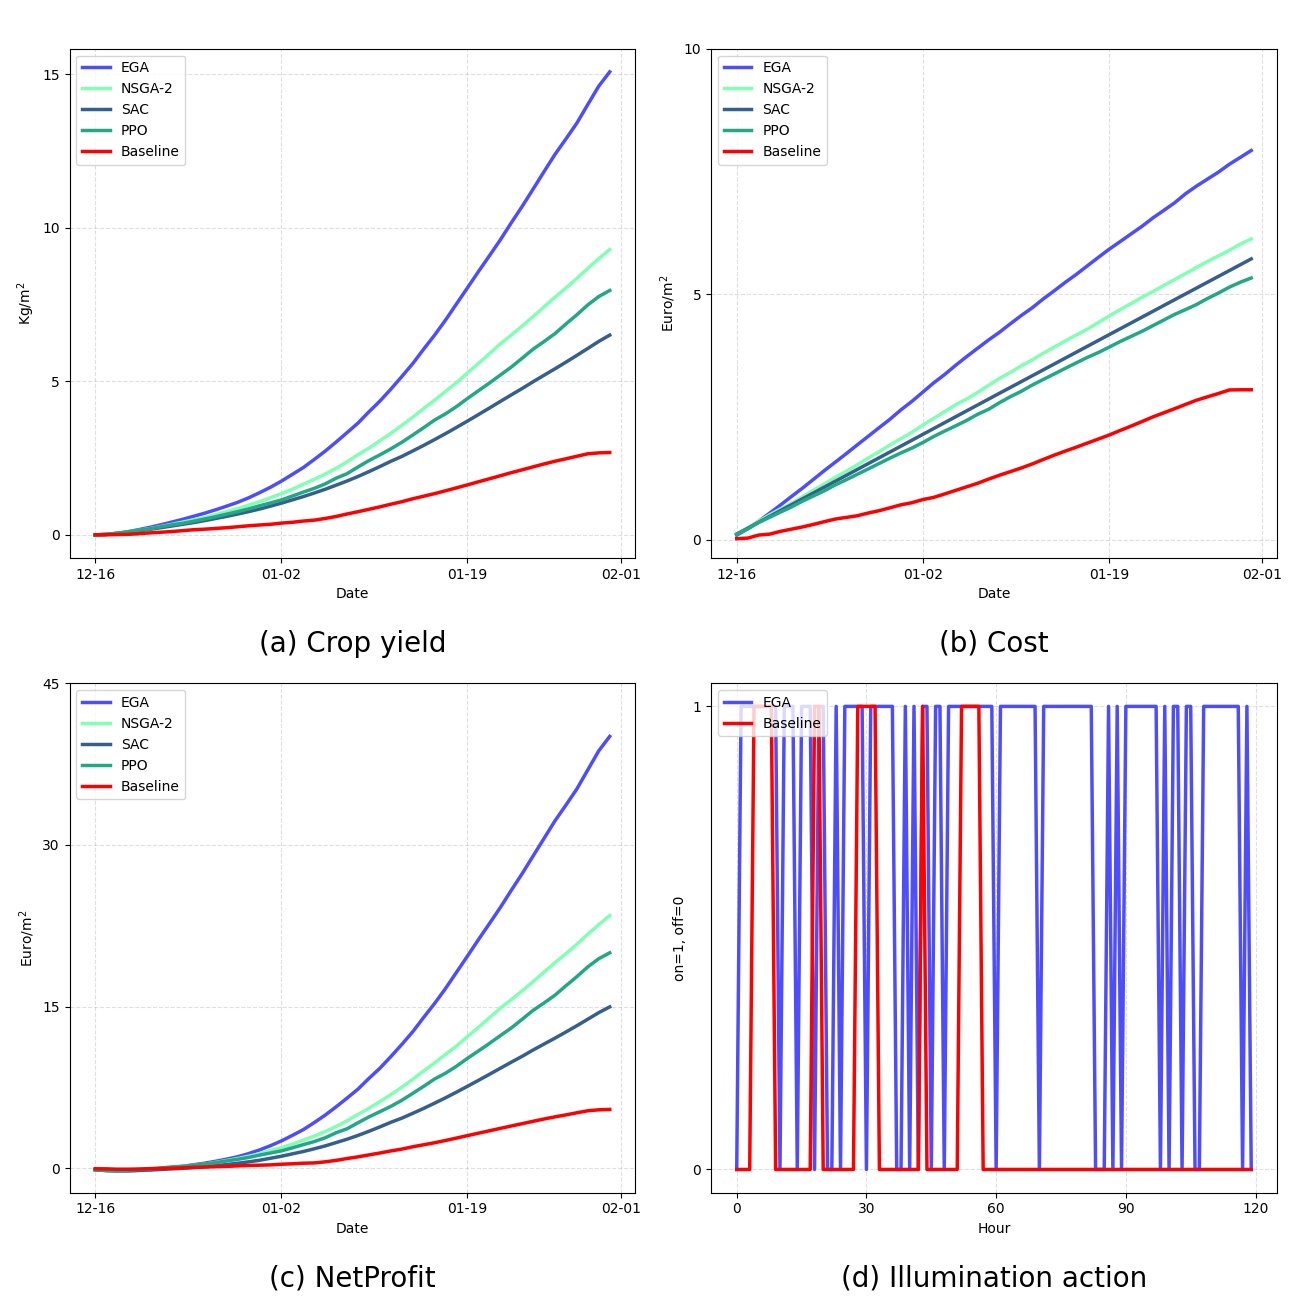 EGA
NSGA-2
SAC
PPO
Baseline
15
10
5
0
Kg/m²
12-16 01-02 01-19 02-01
Date
(a) Crop yield
EGA
NSGA-2
SAC
PPO
Baseline
10
5
0
Euro/m²
12-16 01-02 01-19 02-01
Date
(b) Cost
EGA
NSGA-2
SAC
PPO
Baseline
45
30
15
0
Euro/m²
12-16 01-02 01-19 02-01
Date
(c) NetProfit
EGA
Baseline
1
0
on=1, off=0
0 30 60 90 120
Hour
(d) Illumination action